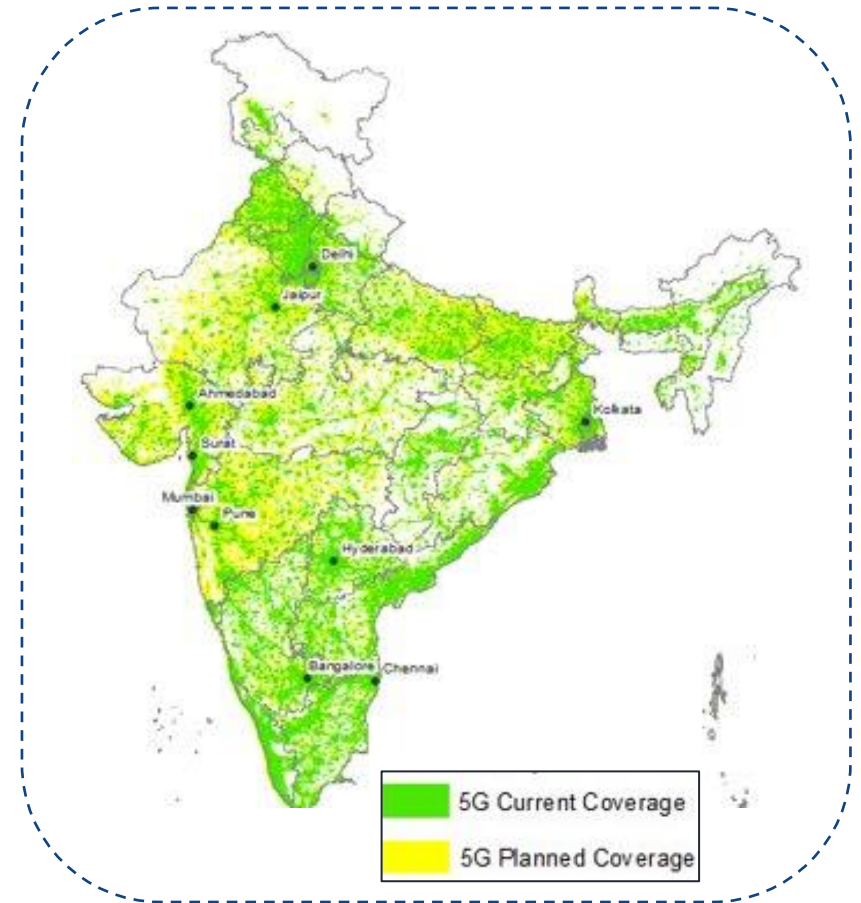 Delhi
Jaipur
Ahmedabad
Kolkata
Surat
Mumbai
Pune
Hyderabad
Bangalore
Chennai
5G Current Coverage
5G Planned Coverage